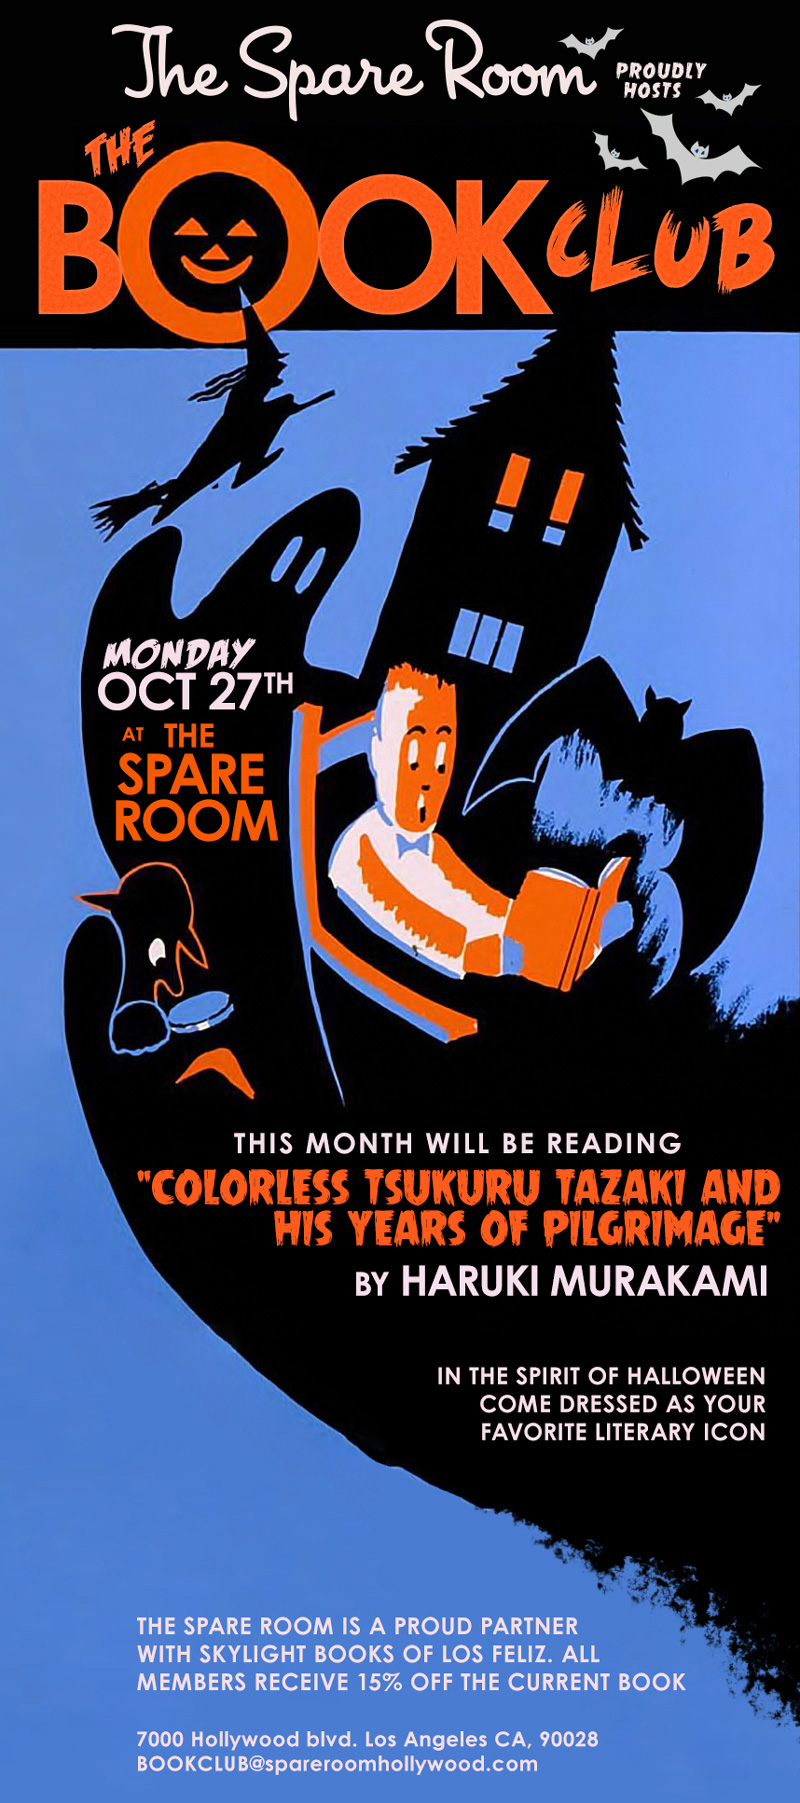 The Spare Room
PROUDLY
HOSTS
THE
BOOK CLUB
MONDAY
OCT 27TH
AT THE
SPARE
ROOM
THIS MONTH WILL BE READING
"COLORLESS TSUKURU TAZAKI AND
HIS YEARS OF PILGRIMAGE"
BY HARUKI MURAKAMI
IN THE SPIRIT OF HALLOWEEN
COME DRESSED AS YOUR
FAVORITE LITERARY ICON
THE SPARE ROOM IS A PROUD PARTNER
WITH SKYLIGHT BOOKS OF LOS FELIZ. ALL
MEMBERS RECEIVE 15% OFF THE CURRENT BOOK
7000 Hollywood blvd. Los Angeles CA, 90028
BOOKCLUB@spareroomhollywood.com